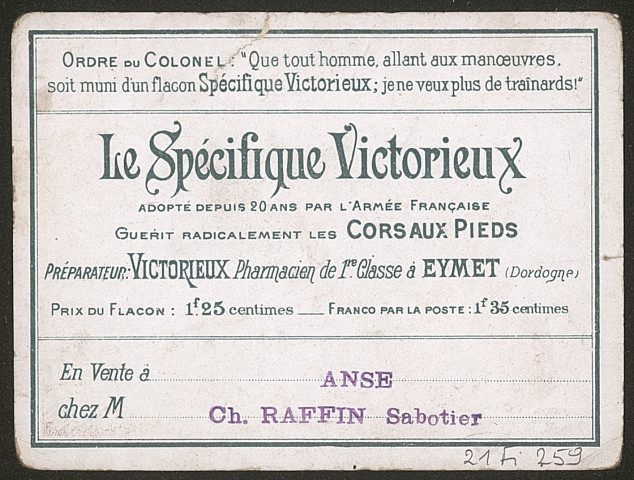 ORDRE DU COLONEL : "Que tout homme, allant aux manœuvres,
soit muni d'un flacon Spécifique Victorieux; je ne veux plus de traînards!"
Le Spécifique Victorieux
ADOPTÉ DEPUIS 20 ANS PAR L'ARMÉE FRANÇAISE
GUÉRIT RADICALEMENT LES CORS AUX PIEDS
PRÉPARATEUR: VICTORIEUX Pharmacien de 1re Classe à EYMET (Dordogne)
PRIX DU FLACON : 1f.25 centimes — FRANCO PAR LA POSTE : 1f 35 centimes
En Vente à ANSE
chez M Ch. RAFFIN Sabotier
21 Fi 259